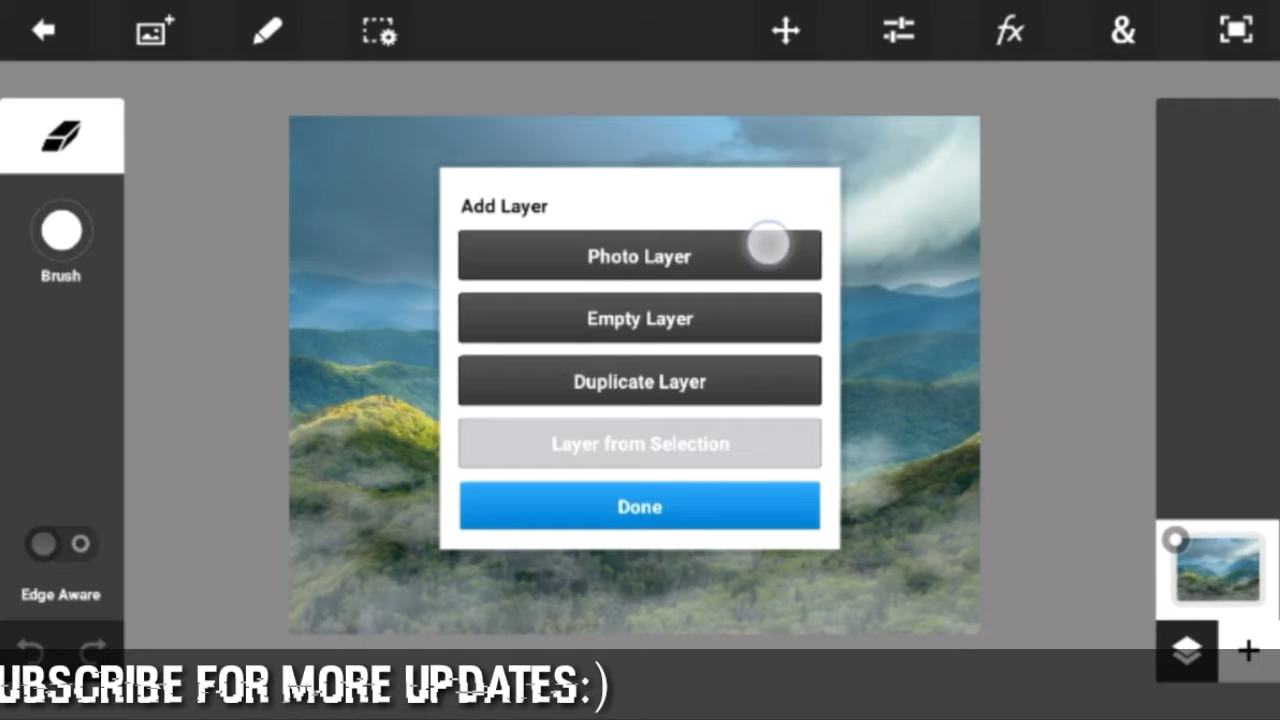 fx
&
Add Layer
Photo Layer
Empty Layer
Duplicate Layer
Layer from Selection
Done
Brush
Edge Aware
UBSCRIBE FOR MORE UPDATES:)